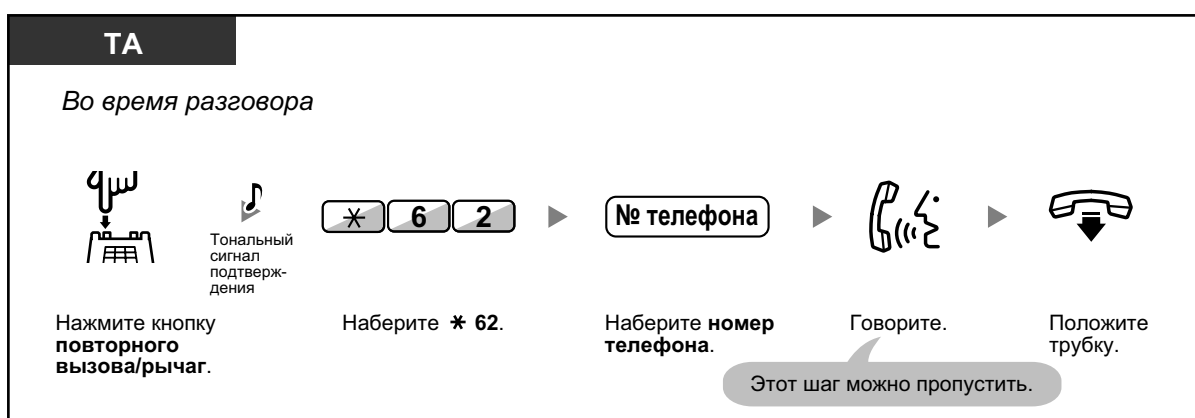 ТА
Во время разговора
Тональный
сигнал
подтверж-
дения
* 6 2
№ телефона
Нажмите кнопку
повторного
вызова/рычаг.
Наберите * 62.
Наберите номер
телефона.
Говорите.
Положите
трубку.
Этот шаг можно пропустить.